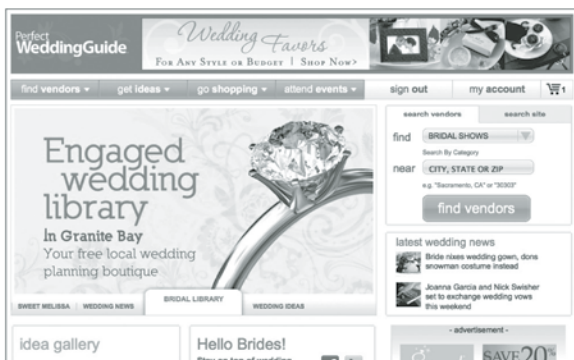 Perfect
WeddingGuide
Wedding Favors
FOR ANY STYLE OR BUDGET | SHOP NOW>
find vendors
get ideas
go shopping
attend events
sign out
my account
1
Engaged
wedding
library
In Granite Bay
Your free local wedding
planning boutique
SWEET MELISSA
WEDDING NEWS
BRIDAL LIBRARY
WEDDING IDEAS
search vendors
search site
find
BRIDAL SHOWS
Search By Category
near
CITY, STATE OR ZIP
e.g. "Sacramento, CA" or "30303"
find vendors
latest wedding news
Bride nixes wedding gown, dons
snowman costume instead
Joanna Garcia and Nick Swisher
set to exchange wedding vows
this weekend
idea gallery
Hello Brides!
Stay on top of wedding
- advertisement -
SAVE 20%